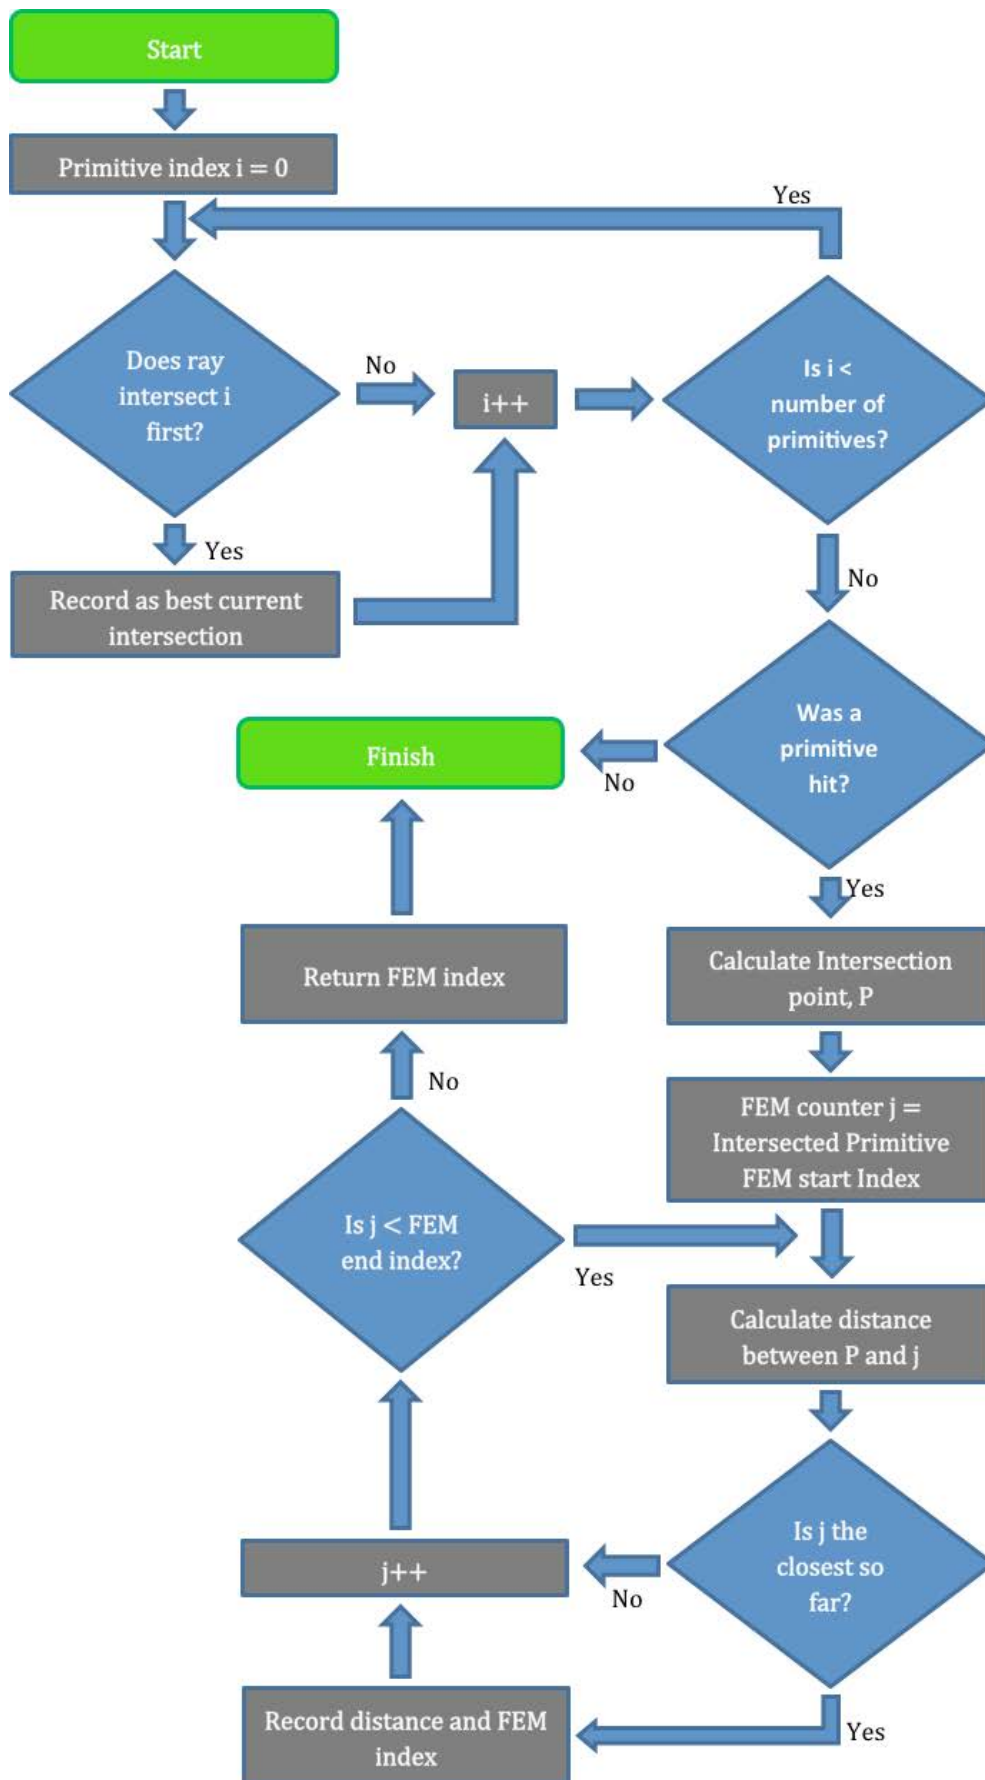 Start
Primitive index i = 0
Yes
Does ray
intersect i
first?
No
i++
Is i <
number of
primitives?
Yes
Record as best current
intersection
No
Was a
primitive
hit?
Finish
No
Yes
Return FEM index
Calculate Intersection
point, P
No
FEM counter j =
Intersected Primitive
FEM start Index
Is j < FEM
end index?
Yes
Calculate distance
between P and j
Is j the
closest so
far?
j++
No
Record distance and FEM
index
Yes